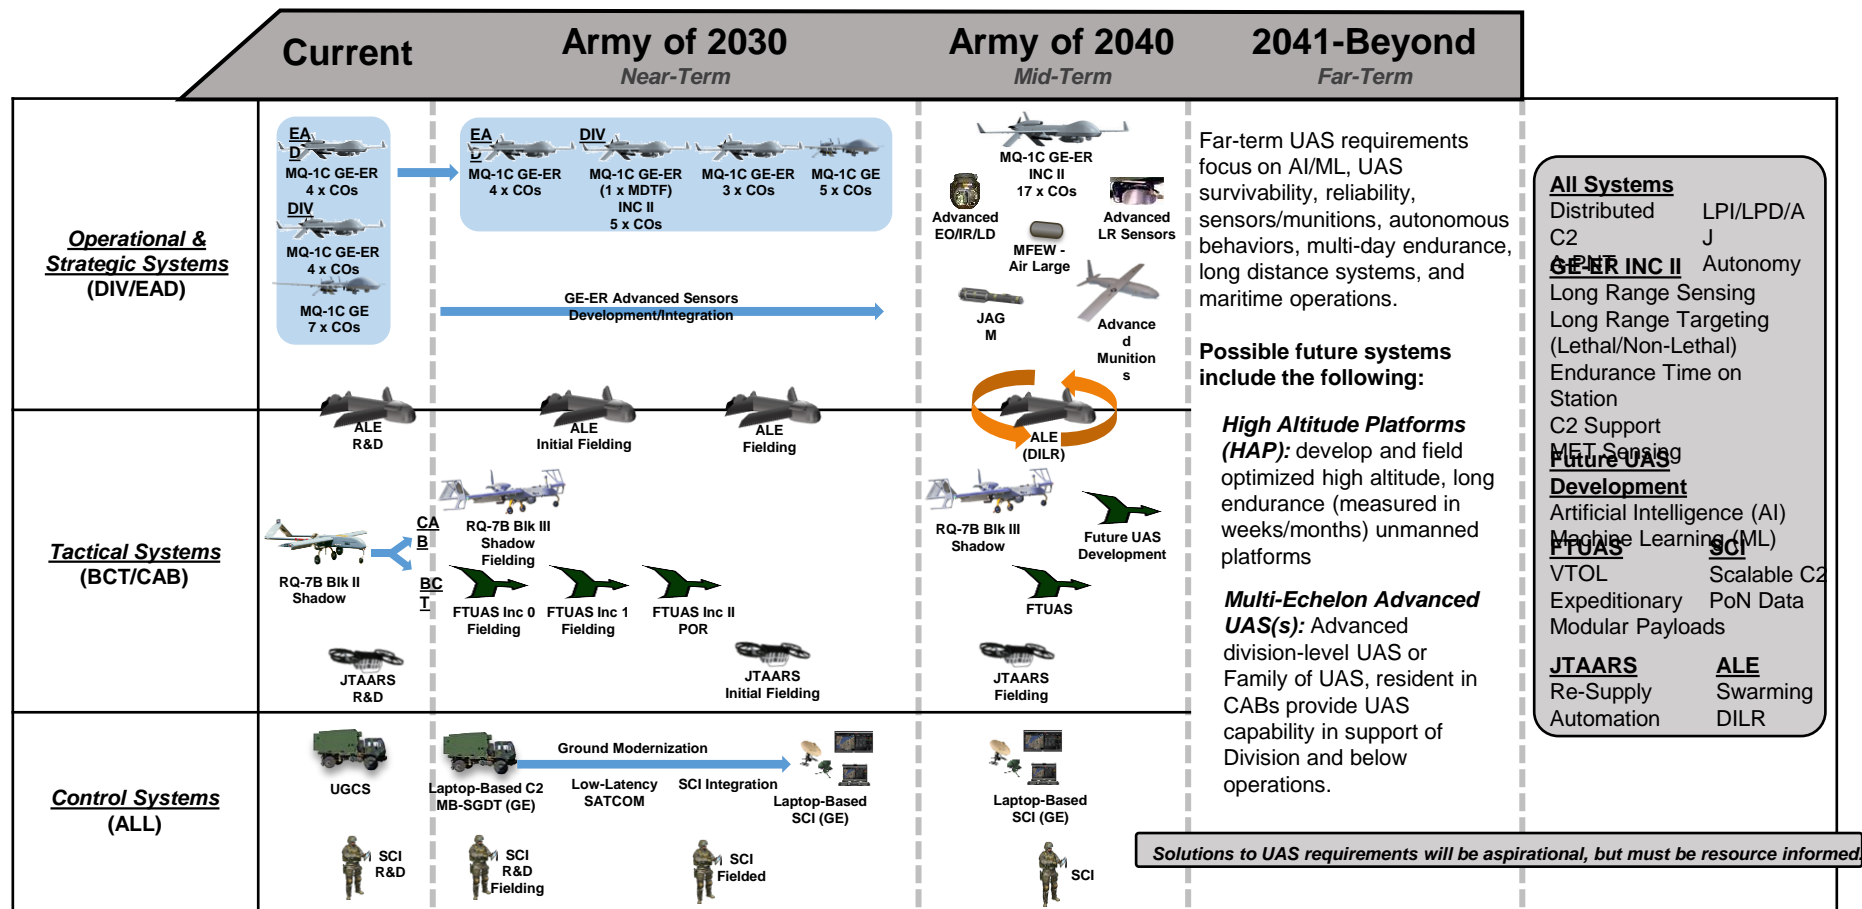 Current
Army of 2030
Near-Term
Army of 2040
Mid-Term
2041-Beyond
Far-Term
Operational &
Strategic Systems
(DIV/EAD)
EA
D
MQ-1C GE-ER
4 x COs
DIV
MQ-1C GE-ER
4 x COs
MQ-1C GE
7 x COs
EA
D
MQ-1C GE-ER
4 x COs
DIV
MQ-1C GE-ER
(1 x MDTF)
INC II
5 x COs
MQ-1C GE-ER
3 x COs
MQ-1C GE
5 x COs
GE-ER Advanced Sensors
Development/Integration
MQ-1C GE-ER
INC II
17 x COs
Advanced
EO/IR/LD
MFEW -
Air Large
Advanced
LR Sensors
JAG
M
Advance
d
Munition
s
ALE
R&D
ALE
Initial Fielding
ALE
Fielding
ALE
(DILR)
Tactical Systems
(BCT/CAB)
RQ-7B Blk II
Shadow
CA
B
BC
T
RQ-7B Blk III
Shadow
Fielding
FTUAS Inc 0
Fielding
FTUAS Inc 1
Fielding
FTUAS Inc II
POR
RQ-7B Blk III
Shadow
Future UAS
Development
FTUAS
JTAARS
R&D
JTAARS
Initial Fielding
JTAARS
Fielding
Control Systems
(ALL)
UGCS
Laptop-Based C2
MB-SGDT (GE)
Ground Modernization
Low-Latency
SATCOM
SCI Integration
Laptop-Based
SCI (GE)
Laptop-Based
SCI (GE)
SCI
R&D
SCI
R&D
Fielding
SCI
Fielded
SCI
Far-term UAS requirements
focus on AI/ML, UAS
survivability, reliability,
sensors/munitions, autonomous
behaviors, multi-day endurance,
long distance systems, and
maritime operations.
Possible future systems
include the following:
High Altitude Platforms
(HAP): develop and field
optimized high altitude, long
endurance (measured in
weeks/months) unmanned
platforms
Multi-Echelon Advanced
UAS(s): Advanced
division-level UAS or
Family of UAS, resident in
CABs provide UAS
capability in support of
Division and below
operations.
All Systems
Distributed
C2
A-PNT
LPI/LPD/A
J
Autonomy
GE-ER INC II
Long Range Sensing
Long Range Targeting
(Lethal/Non-Lethal)
Endurance Time on
Station
C2 Support
MET Sensing
Future UAS
Development
Artificial Intelligence (AI)
Machine Learning (ML)
FTUAS
VTOL
Expeditionary
Modular Payloads
SCI
Scalable C2
PoN Data
JTAARS
Re-Supply
Automation
ALE
Swarming
DILR
Solutions to UAS requirements will be aspirational, but must be resource informed.